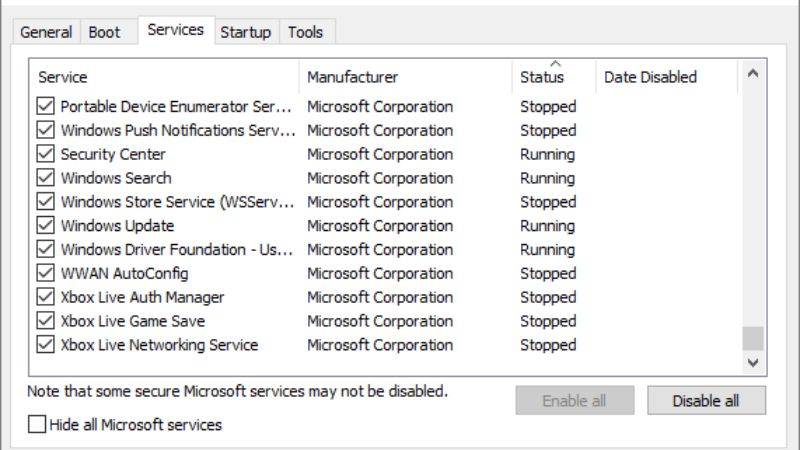 General Boot Services Startup Tools
Service Manufacturer Status Date Disabled
Portable Device Enumerator Ser... Microsoft Corporation Stopped
Windows Push Notifications Serv... Microsoft Corporation Stopped
Security Center Microsoft Corporation Running
Windows Search Microsoft Corporation Running
Windows Store Service (WSServ... Microsoft Corporation Stopped
Windows Update Microsoft Corporation Running
Windows Driver Foundation - Us... Microsoft Corporation Running
WWAN AutoConfig Microsoft Corporation Stopped
Xbox Live Auth Manager Microsoft Corporation Stopped
Xbox Live Game Save Microsoft Corporation Stopped
Xbox Live Networking Service Microsoft Corporation Stopped
Note that some secure Microsoft services may not be disabled.
Enable all Disable all
Hide all Microsoft services